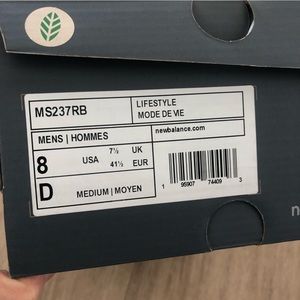 MS237RB
LIFESTYLE
MODE DE VIE
MENS | HOMMES
newbalance.com
8 USA 7½ UK
41½ EUR
D MEDIUM | MOYEN
1 95907 74409 3
n